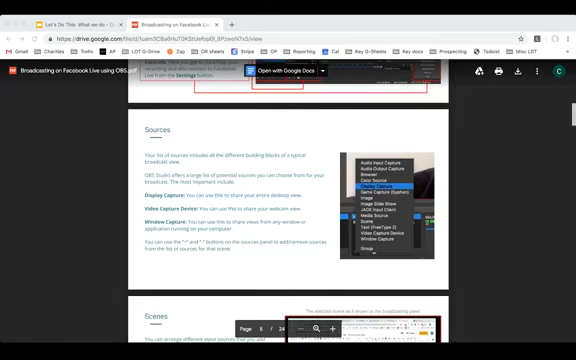 Let's Do This: What we do - G
Broadcasting on Facebook Live
https://drive.google.com/file/d/
/view
Gmail
Charities
Trello
AP
LDT G-Drive
Zap
OR sheets
Stripe
QP
Reporting
Cal
Key G-Sheets
Key docs
Prospecting
Taskist
Misc LDT
Broadcasting on Facebook Live using OBS.pdf
Open with Google Docs
C
recording and also connect to Facebook
Live from the Settings button.
Sources
Your list of sources includes all the different building blocks of a typical
broadcast view.
OBS Studio offers a large list of potential sources you can choose from for your
broadcast. The most important include:
Display Capture: You can use this to share your entire desktop view.
Video Capture Device: You can use this to share your webcam view.
Window Capture: You can use this to share views from any window or
application running on your computer.
You can use the "+" and "-" buttons on the sources panel to add/remove sources
from the list of sources for that scene.
Audio Input Capture
Audio Output Capture
Browser
Color Source
Display Capture
Game Capture (Syphon)
Image
Image Slide Show
JACK Input Client
Media Source
Scene
Text (FreeType 2)
Video Capture Device
Window Capture
Group
Scenes
The selected scene as it shows on the broadcasting panel
You can arrange different input sources that you add
Page 5 / 24